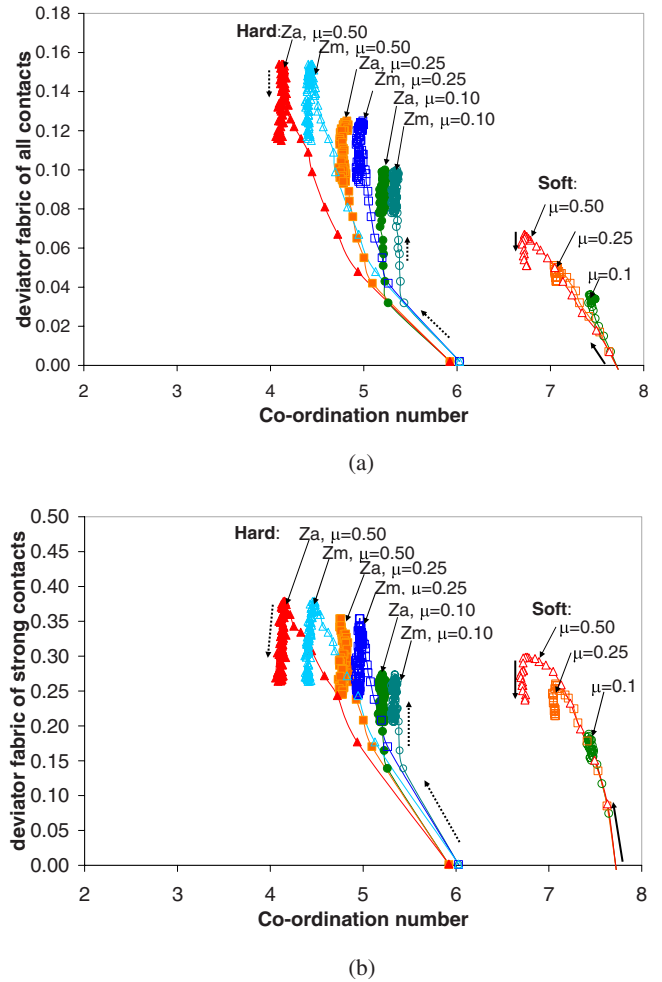 0.18
0.16
0.14
0.12
0.10
0.08
0.06
0.04
0.02
0.00
deviator fabric of all contacts
Hard: Za, μ=0.50
Zm, μ=0.50
Za, μ=0.25
Zm, μ=0.25
Za, μ=0.10
Zm, μ=0.10
Soft:
μ=0.50
μ=0.25
μ=0.1
2 3 4 5 6 7 8
Co-ordination number
(a)
0.50
0.45
0.40
0.35
0.30
0.25
0.20
0.15
0.10
0.05
0.00
deviator fabric of strong contacts
Hard: Za, μ=0.50
Zm, μ=0.50
Za, μ=0.25
Zm, μ=0.25
Za, μ=0.10
Zm, μ=0.10
Soft:
μ=0.50
μ=0.25
μ=0.1
2 3 4 5 6 7 8
Co-ordination number
(b)